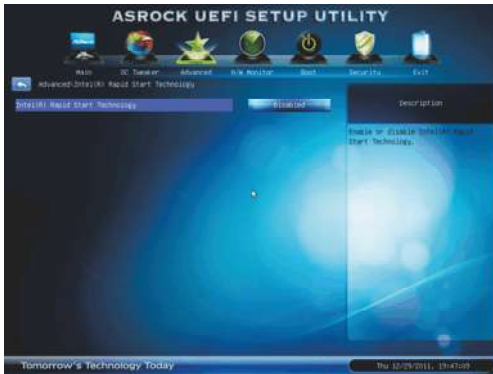 ASROCK UEFI SETUP UTILITY
Main OC Tweaker Advanced H/W Monitor Boot Security Exit
Advanced\Intel(R) Rapid Start Technology
Intel(R) Rapid Start Technology
Disabled
Description
Enable or disable Intel(R) Rapid
Start Technology.
Tomorrow's Technology Today
Thu 12/29/2011, 19:47:09